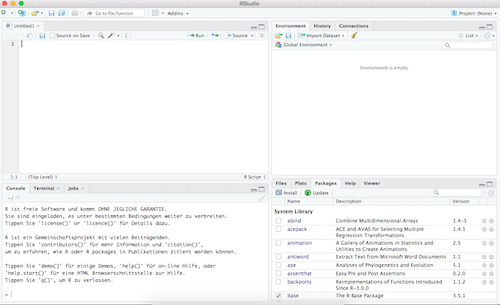 RStudio
Go to file/function
Addins
Project: (None)
Untitled1
Source on Save
Run
Source
1
1:1
(Top Level)
R Script
Console
Terminal
Jobs
~/
R ist freie Software und kommt OHNE JEGLICHE GARANTIE.
Sie sind eingeladen, es unter bestimmten Bedingungen weiter zu verbreiten.
Tippen Sie 'license()' or 'licence()' für Details dazu.
R ist ein Gemeinschaftsprojekt mit vielen Beitragenden.
Tippen Sie 'contributors()' für mehr Information und 'citation()',
um zu erfahren, wie R oder R packages in Publikationen zitiert werden können.
Tippen Sie 'demo()' für einige Demos, 'help()' für on-line Hilfe, oder
'help.start()' für eine HTML Browserschnittstelle zur Hilfe.
Tippen Sie 'q()', um R zu verlassen.
>
Environment
History
Connections
Import Dataset
List
Global Environment
Environment is empty
Files
Plots
Packages
Help
Viewer
Install
Update
Name
Description
Version
System Library
abind
Combine Multidimensional Arrays
1.4-5
acepack
ACE and AVAS for Selecting Multiple
Regression Transformations
1.4.1
animation
A Gallery of Animations in Statistics and
Utilities to Create Animations
2.5
antiword
Extract Text from Microsoft Word Documents
1.1
ape
Analyses of Phylogenetics and Evolution
5.1
assertthat
Easy Pre and Post Assertions
0.2.0
backports
Reimplementations of Functions Introduced
Since R-3.0.0
1.1.2
base
The R Base Package
3.5.1